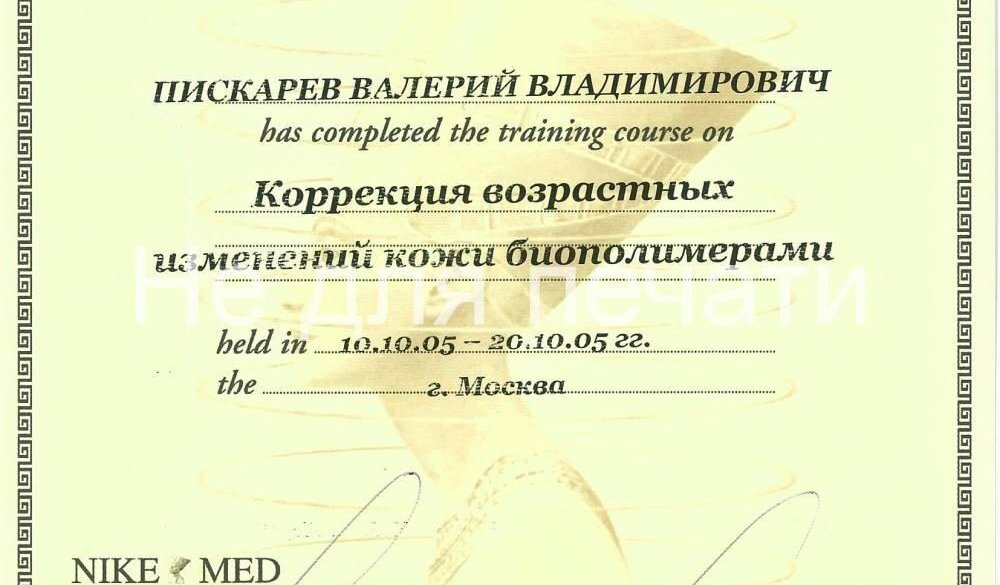 ПИСКАРЕВ ВАЛЕРИЙ ВЛАДИМИРОВИЧ
has completed the training course on
Коррекция возрастных
изменений кожи биополимерами
Не для печати
held in 10.10.05 – 20.10.05 гг.
the г. Москва
NIKE MED